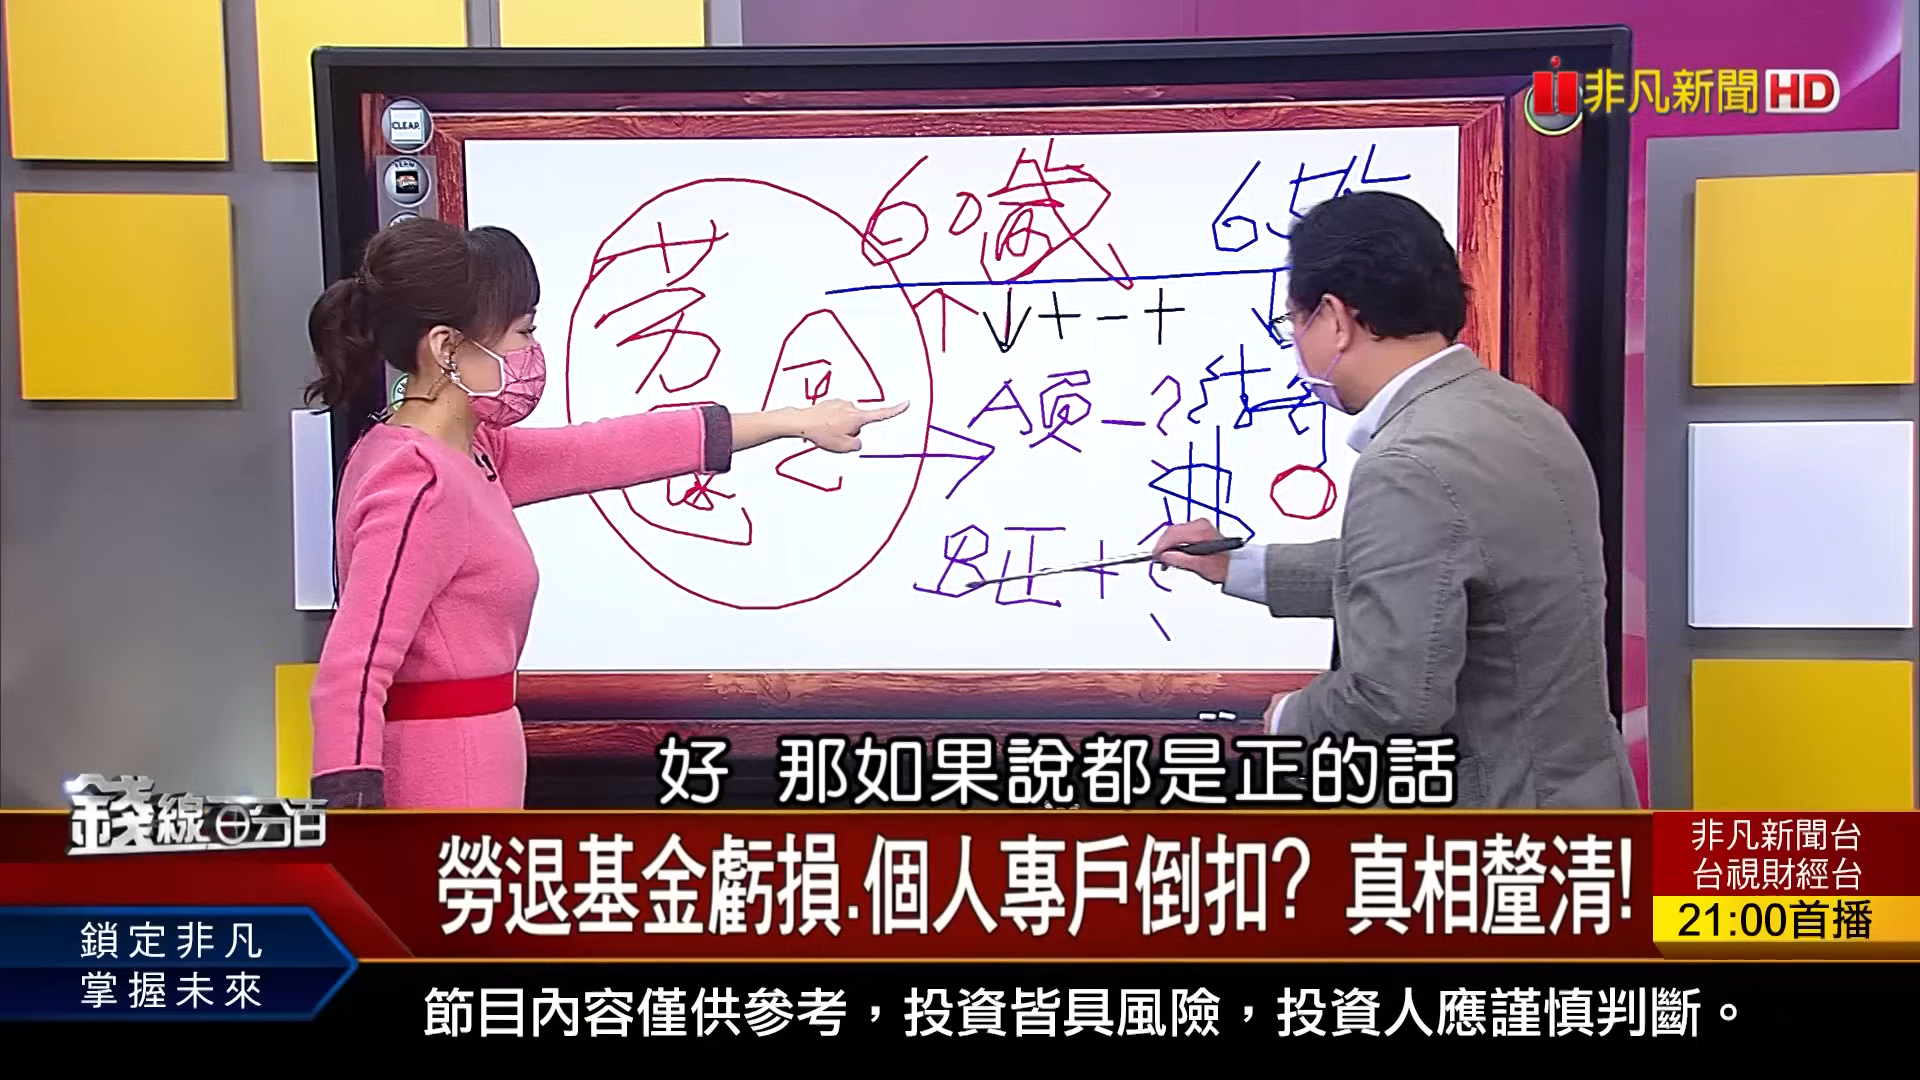 非凡新聞HD
CLEAR
60歲
65歲
勞
金
↑↓+-+
A負-?
B正+?
好 那如果說都是正的話
錢線百分百
勞退基金虧損.個人專戶倒扣? 真相釐清!
非凡新聞台
台視財經台
21:00首播
鎖定非凡
掌握未來
節目內容僅供參考，投資皆具風險，投資人應謹慎判斷。